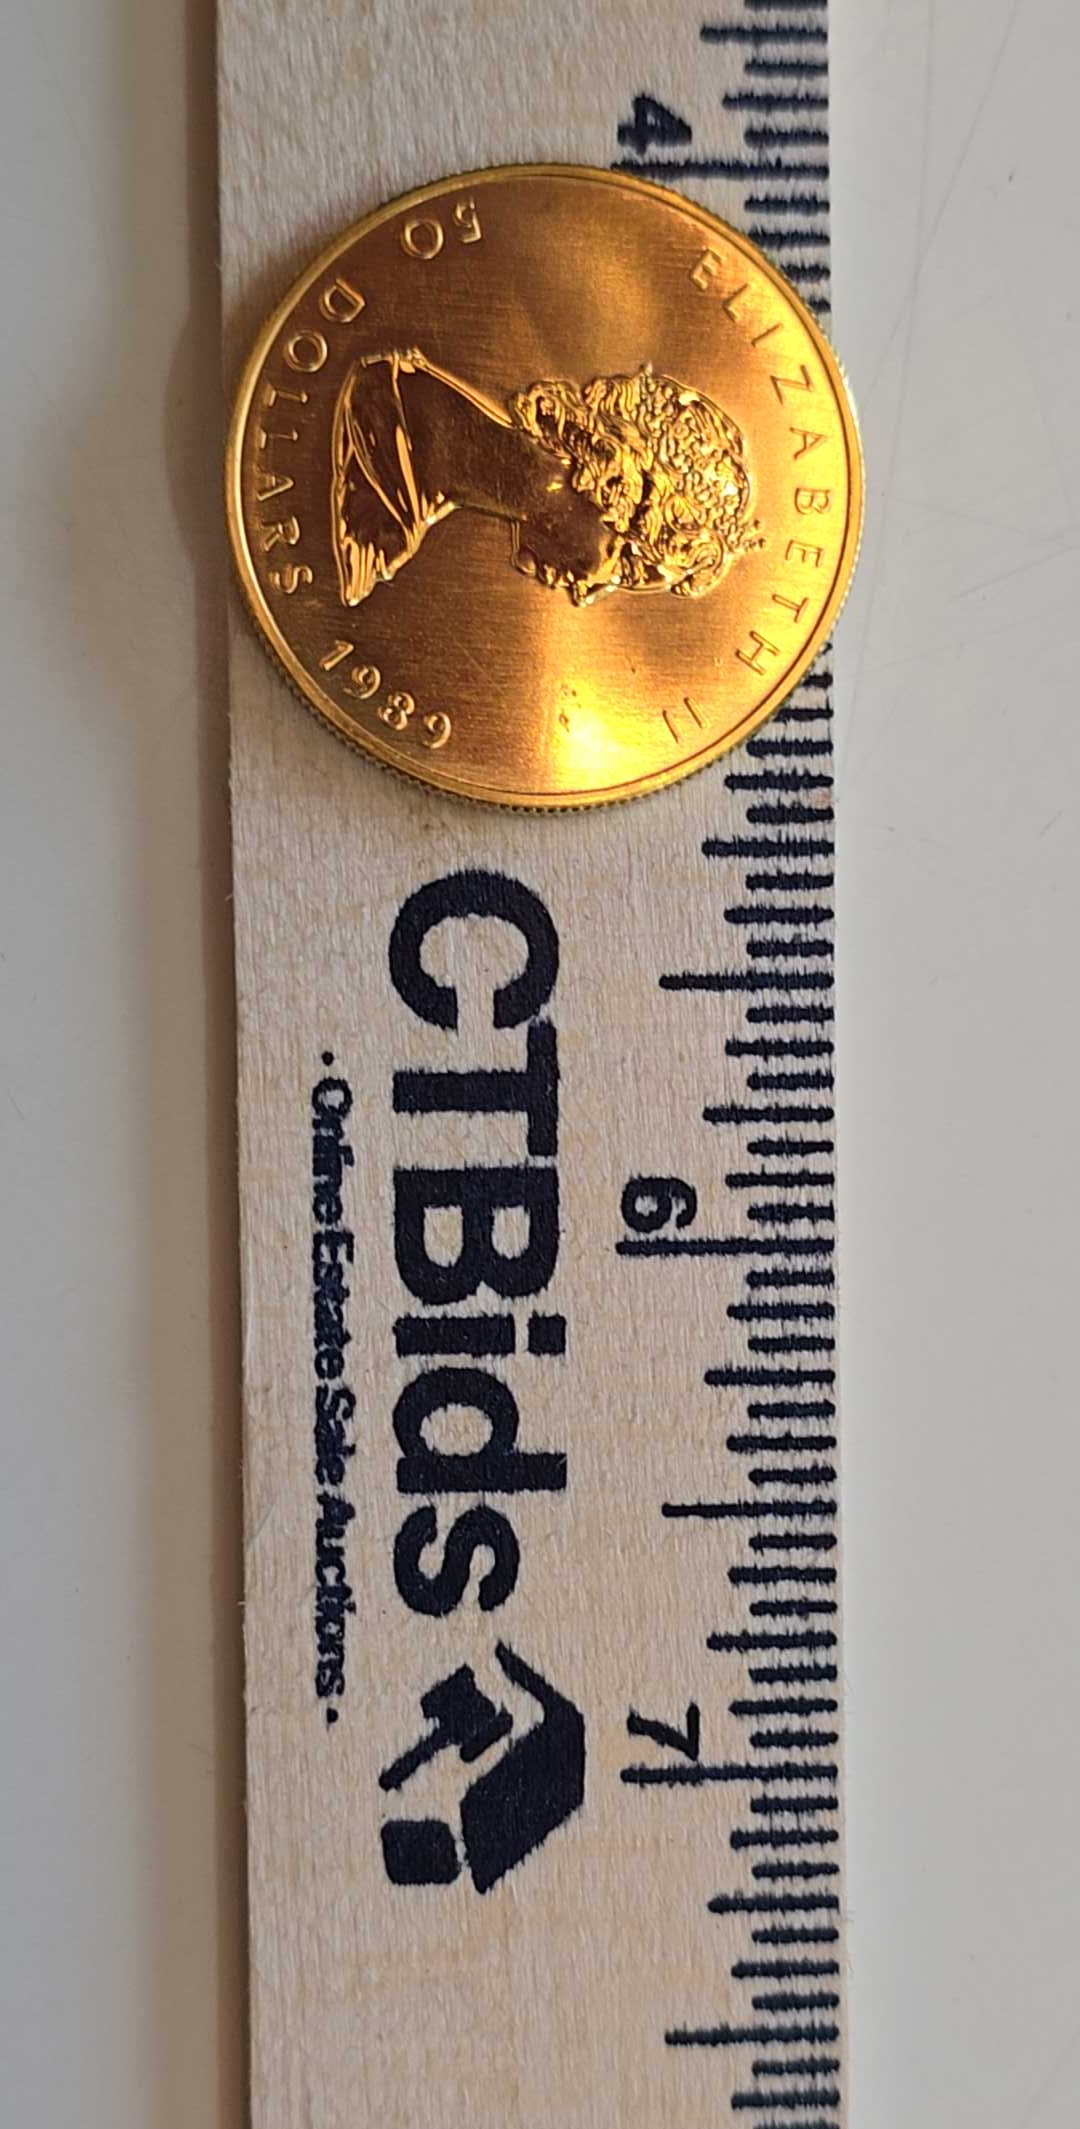 ELIZABETH II
50 DOLLARS 1989
4
CTBids
· Online Estate Sale Auctions ·
6
7